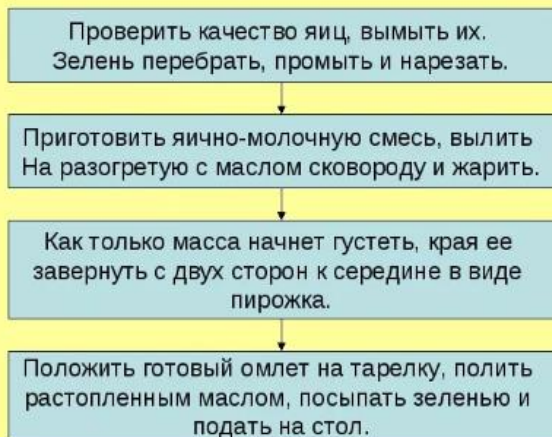 Проверить качество яиц, вымыть их.
Зелень перебрать, промыть и нарезать.
Приготовить яично-молочную смесь, вылить
На разогретую с маслом сковороду и жарить.
Как только масса начнет густеть, края ее
завернуть с двух сторон к середине в виде
пирожка.
Положить готовый омлет на тарелку, полить
растопленным маслом, посыпать зеленью и
подать на стол.